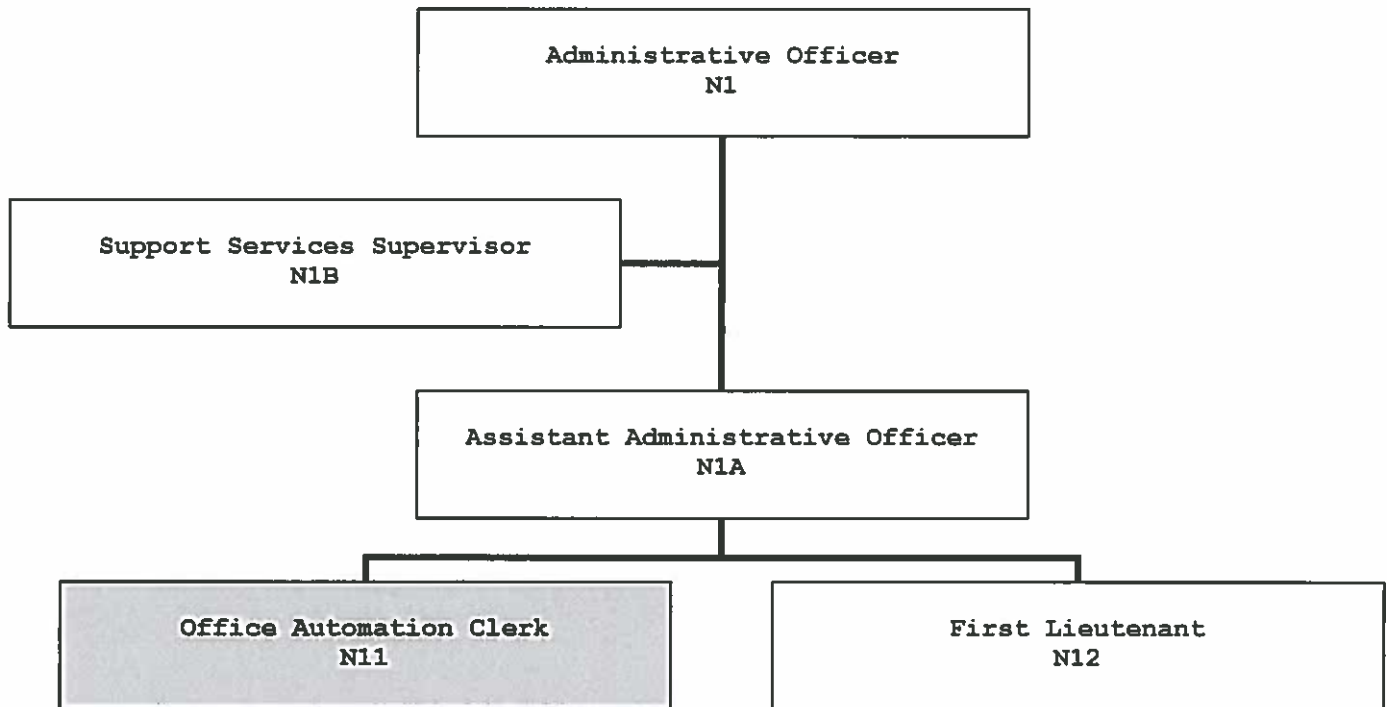 Administrative Officer
N1
Support Services Supervisor
N1B
Assistant Administrative Officer
N1A
Office Automation Clerk
N11
First Lieutenant
N12